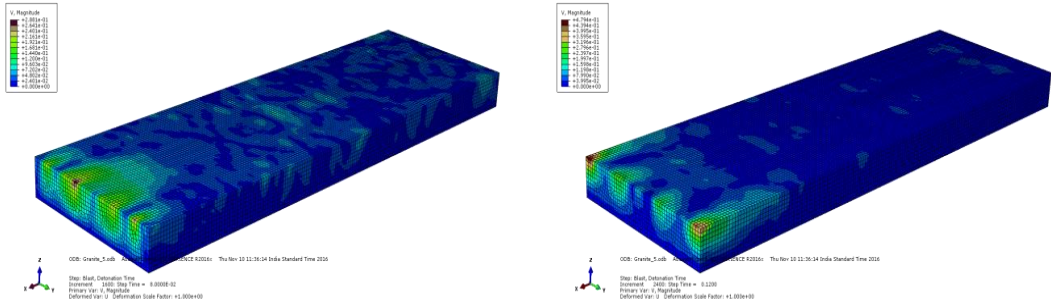 V, Magnitude
+2.881e-01
+2.641e-01
+2.401e-01
+2.161e-01
+1.921e-01
+1.681e-01
+1.440e-01
+1.200e-01
+9.603e-02
+7.202e-02
+4.802e-02
+2.401e-02
+0.000e+00
ODB: Granite_5.odb
ENCE R2016x Thu Nov 10 11:36:14 India Standard Time 2016
Step: Blast, Detonation Time
Increment 1600: Step Time = 8.0000E-02
Primary Var: V, Magnitude
Deformed Var: U Deformation Scale Factor: +1.000e+00
Z
X
Y
V, Magnitude
+4.794e-01
+4.394e-01
+3.995e-01
+3.595e-01
+3.196e-01
+2.796e-01
+2.397e-01
+1.997e-01
+1.598e-01
+1.198e-01
+7.990e-02
+3.995e-02
+0.000e+00
ODB: Granite_5.odb
ENCE R2016x Thu Nov 10 11:36:14 India Standard Time 2016
Step: Blast, Detonation Time
Increment 2400: Step Time = 0.1200
Primary Var: V, Magnitude
Deformed Var: U Deformation Scale Factor: +1.000e+00
Z
X
Y